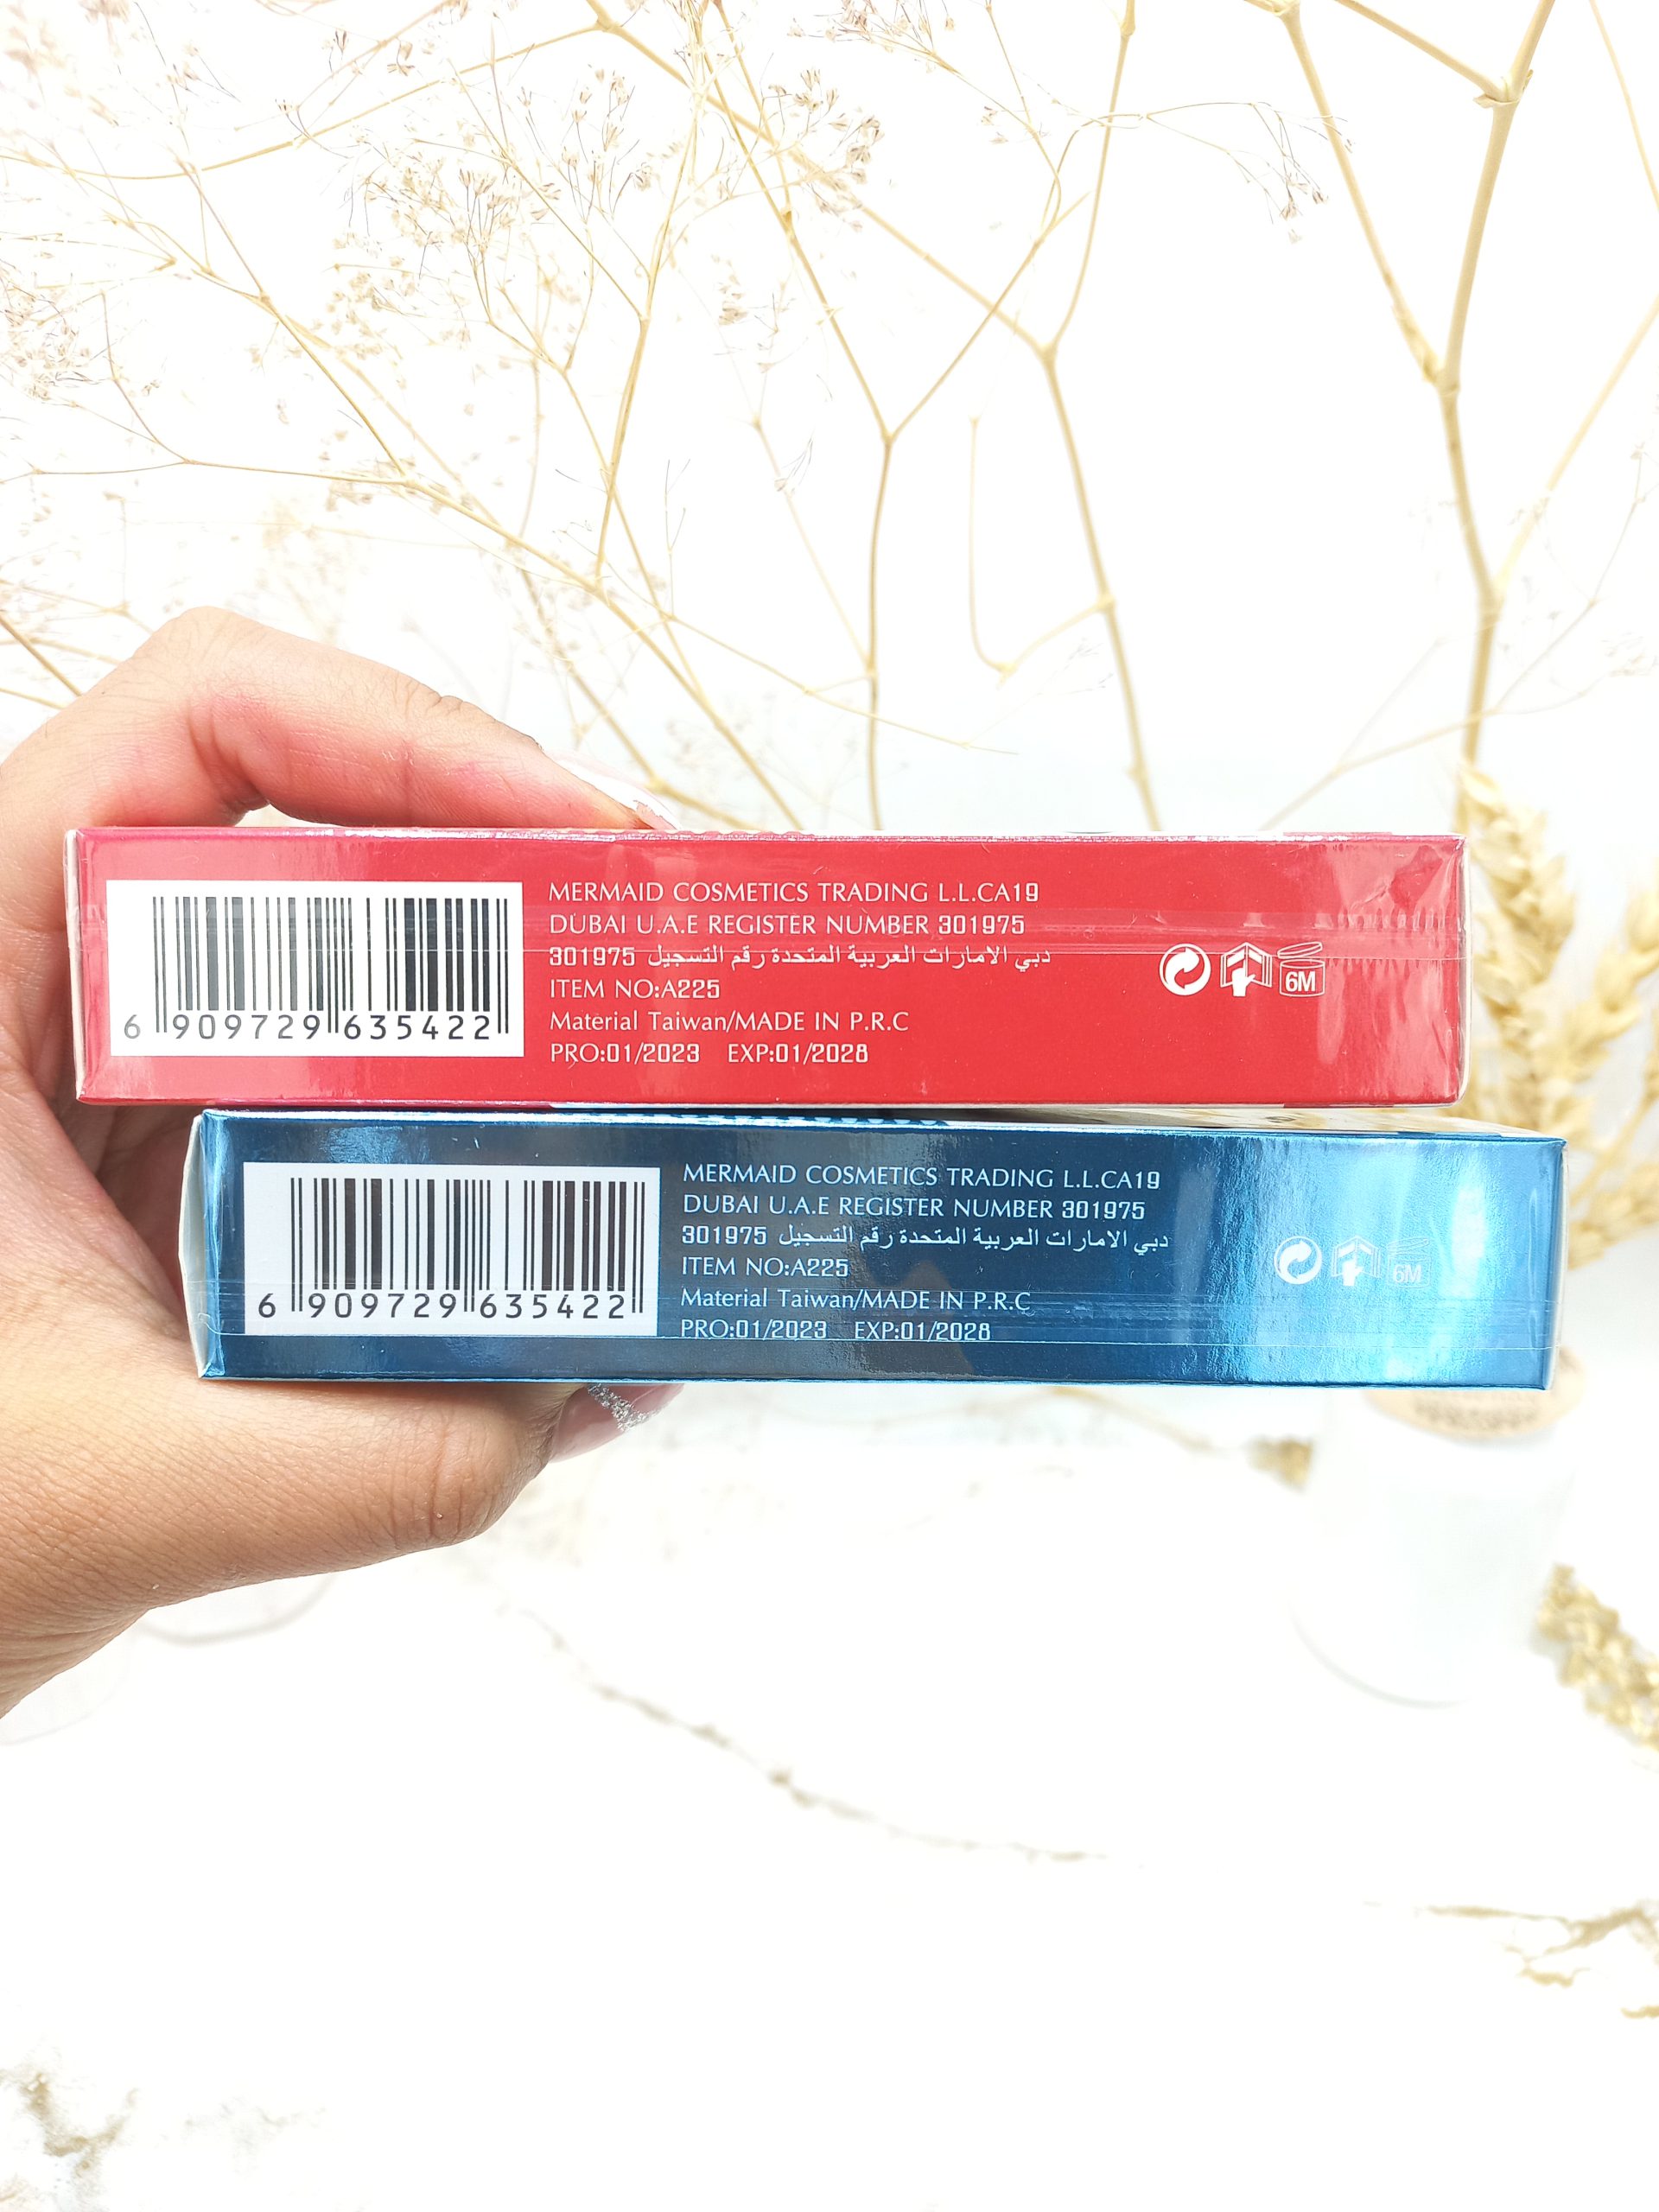 MERMAID COSMETICS TRADING L.L.CA19
DUBAI U.A.E REGISTER NUMBER 301975
دبي الامارات العربية المتحدة رقم التسجيل 301975
ITEM NO:A225
Material Taiwan/MADE IN P.R.C
PRO:01/2023 EXP:01/2028
6 909729 635422
6M
MERMAID COSMETICS TRADING L.L.CA19
DUBAI U.A.E REGISTER NUMBER 301975
دبي الامارات العربية المتحدة رقم التسجيل 301975
ITEM NO:A225
Material Taiwan/MADE IN P.R.C
PRO:01/2023 EXP:01/2028
6 909729 635422
6M